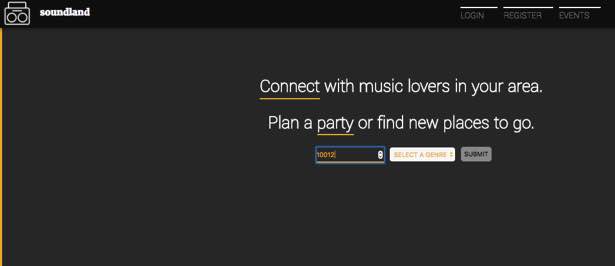 soundland
LOGIN REGISTER EVENTS
Connect with music lovers in your area.
Plan a party or find new places to go.
10012 SELECT A GENRE SUBMIT